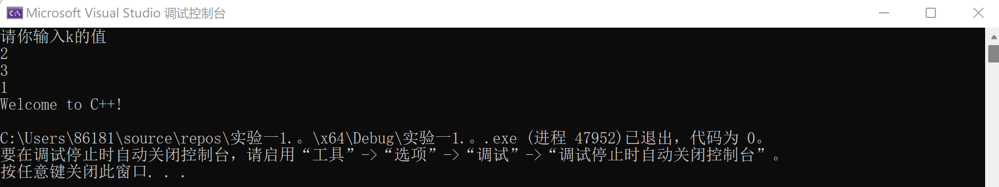 Microsoft Visual Studio 调试控制台
请你输入k的值
2
3
1
Welcome to C++!
C:\Users\86181\source\repos\实验一1.。\x64\Debug\实验一1.。.exe (进程 47952)已退出，代码为 0。
要在调试停止时自动关闭控制台，请启用“工具”->“选项”->“调试”->“调试停止时自动关闭控制台”。
按任意键关闭此窗口. . .